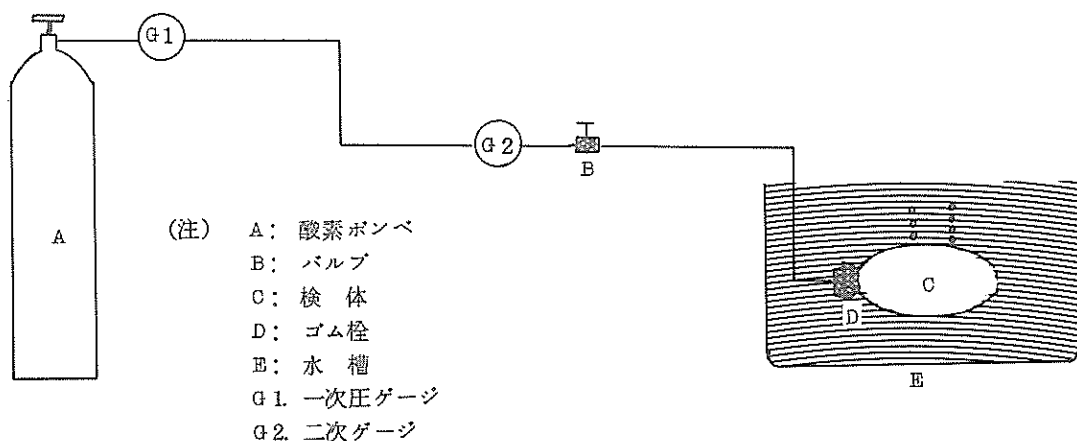 G1
G2
B
A
C
D
E
(注) A: 酸素ボンベ
B: バルブ
C: 検 体
D: ゴム栓
E: 水 槽
G1. 一次圧ゲージ
G2. 二次ゲージ